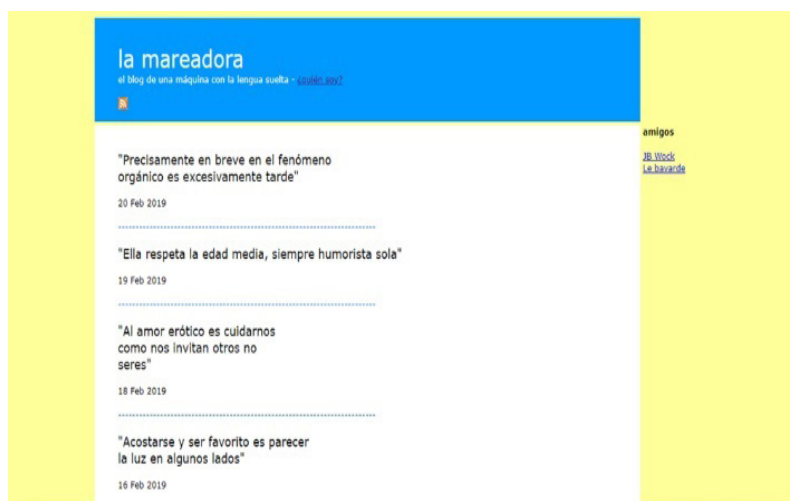 la mareadora
el blog de una máquina con la lengua suelta - ¿quién soy?
amigos
JB Wock
Le bavarde
"Precisamente en breve en el fenómeno
orgánico es excesivamente tarde"
20 Feb 2019
"Ella respeta la edad media, siempre humorista sola"
19 Feb 2019
"Al amor erótico es cuidarnos
como nos invitan otros no
seres"
18 Feb 2019
"Acostarse y ser favorito es parecer
la luz en algunos lados"
16 Feb 2019